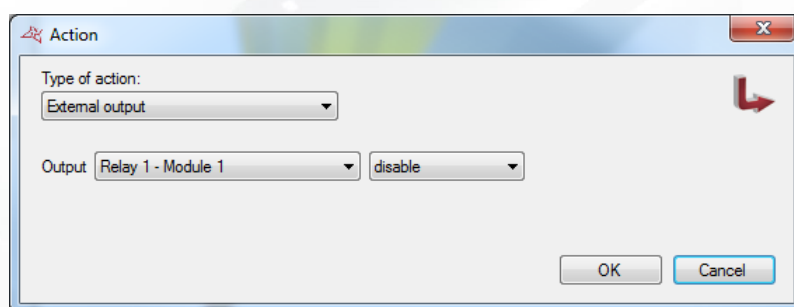 Action
Type of action:
External output
Output Relay 1 - Module 1 disable
OK Cancel